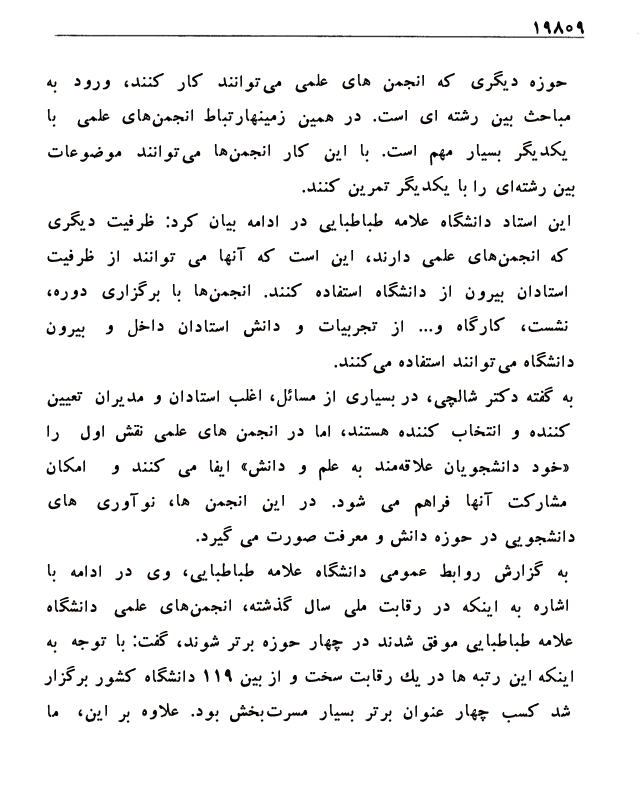 ۱۹۸۰۹
حوزه دیگری که انجمن های علمی می‌توانند کار کنند، ورود به
مباحث بین رشته ای است. در همین زمینهارتباط انجمن‌های علمی با
یکدیگر بسیار مهم است. با این کار انجمن‌ها می‌توانند موضوعات
بین رشته‌ای را با یکدیگر تمرین کنند.
این استاد دانشگاه علامه طباطبایی در ادامه بیان کرد: ظرفیت دیگری
که انجمن‌های علمی دارند، این است که آنها می توانند از ظرفیت
استادان بیرون از دانشگاه استفاده کنند. انجمن‌ها با برگزاری دوره،
نشست، کارگاه و... از تجربیات و دانش استادان داخل و بیرون
دانشگاه می‌توانند استفاده می‌کنند.
به گفته دکتر شالچی، در بسیاری از مسائل، اغلب استادان و مدیران تعیین
کننده و انتخاب کننده هستند، اما در انجمن های علمی نقش اول را
«خود دانشجویان علاقه‌مند به علم و دانش» ایفا می کنند و امکان
مشارکت آنها فراهم می شود. در این انجمن ها، نوآوری های
دانشجویی در حوزه دانش و معرفت صورت می گیرد.
به گزارش روابط عمومی دانشگاه علامه طباطبایی، وی در ادامه با
اشاره به اینکه در رقابت ملی سال گذشته، انجمن‌های علمی دانشگاه
علامه طباطبایی موفق شدند در چهار حوزه برتر شوند، گفت: با توجه به
اینکه این رتبه ها در یك رقابت سخت و از بین ۱۱۹ دانشگاه کشور برگزار
شد کسب چهار عنوان برتر بسیار مسرت‌بخش بود. علاوه بر این، ما